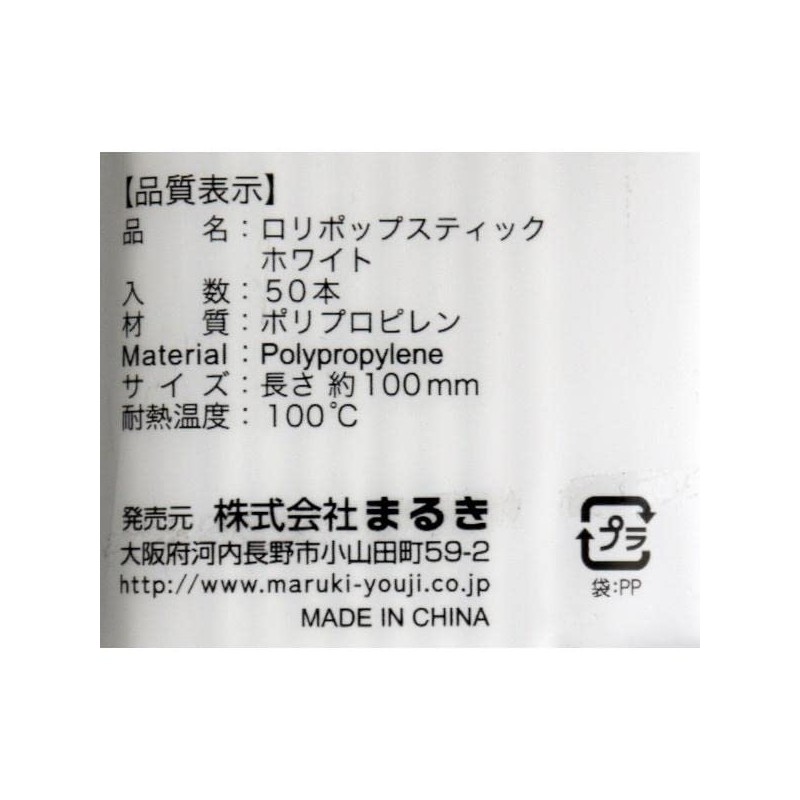 【品質表示】
品　　名：ロリポップスティック
ホワイト
入　　数：50本
材　　質：ポリプロピレン
Material：Polypropylene
サイズ：長さ 約100mm
耐熱温度：100℃
発売元 株式会社まるき
大阪府河内長野市小山田町59-2
http://www.maruki-youji.co.jp
MADE IN CHINA
プラ
袋：PP